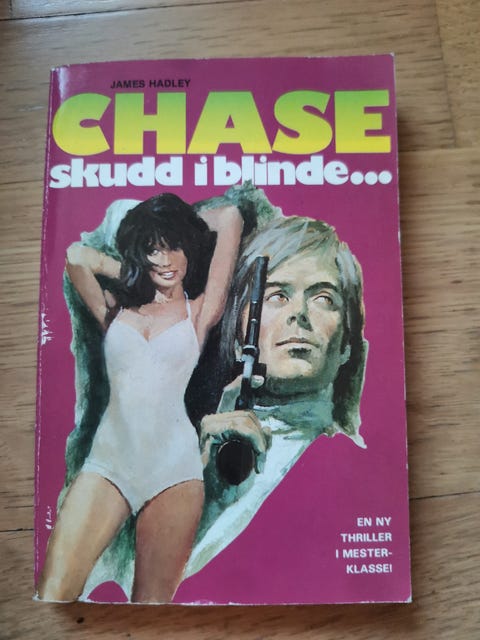 JAMES HADLEY
CHASE
skudd i blinde...
EN NY
THRILLER
I MESTER-
KLASSE!